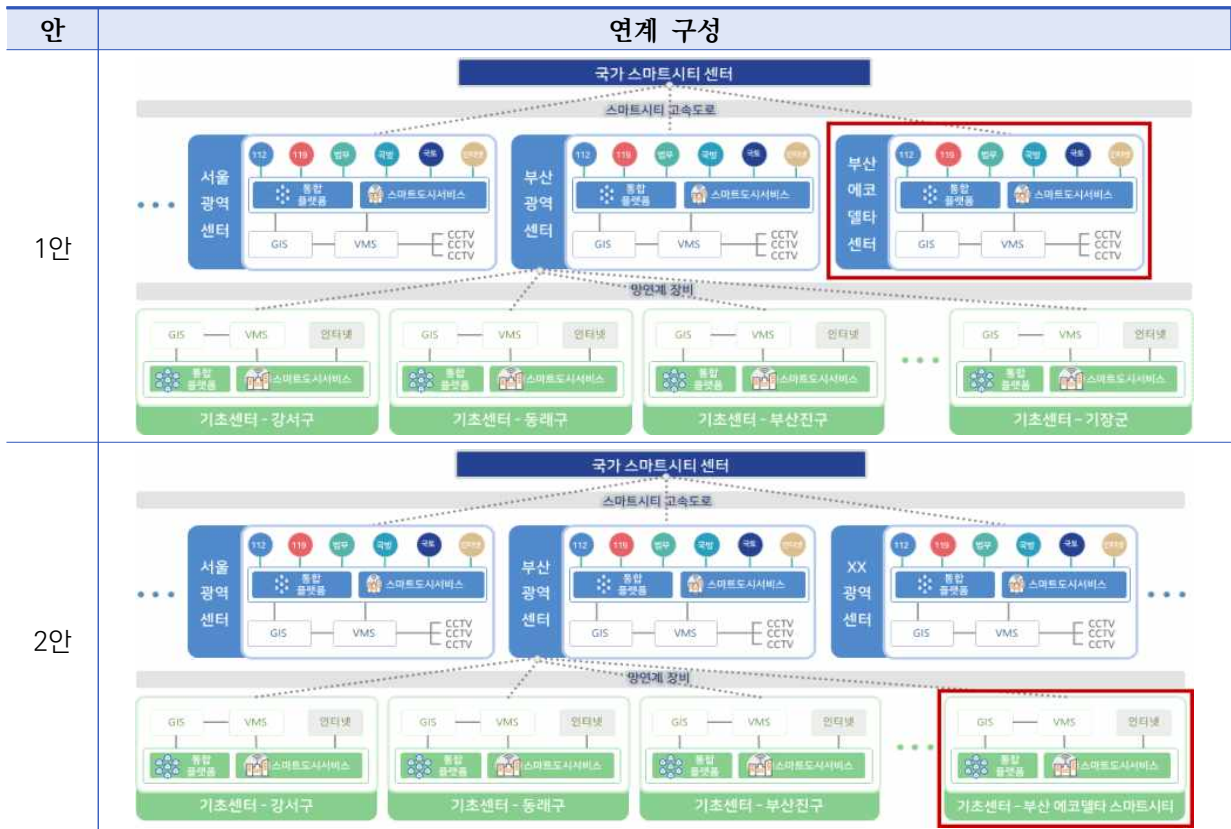 안 연계 구성
1안
국가 스마트시티 센터
스마트시티 고속도로
서울
광역
센터
112 119 법무 국방 국토 인터넷
통합
플랫폼
스마트도시서비스
GIS VMS
CCTV
CCTV
CCTV
부산
광역
센터
112 119 법무 국방 국토 인터넷
통합
플랫폼
스마트도시서비스
GIS VMS
CCTV
CCTV
CCTV
부산
에코
델타
센터
112 119 법무 국방 국토 인터넷
통합
플랫폼
스마트도시서비스
GIS VMS
CCTV
CCTV
CCTV
망연계 장비
GIS VMS 인터넷
통합
플랫폼
스마트도시서비스
기초센터 - 강서구
GIS VMS 인터넷
통합
플랫폼
스마트도시서비스
기초센터 - 동래구
GIS VMS 인터넷
통합
플랫폼
스마트도시서비스
기초센터 - 부산진구
GIS VMS 인터넷
통합
플랫폼
스마트도시서비스
기초센터 - 기장군
2안
국가 스마트시티 센터
스마트시티 고속도로
서울
광역
센터
112 119 법무 국방 국토 인터넷
통합
플랫폼
스마트도시서비스
GIS VMS
CCTV
CCTV
CCTV
부산
광역
센터
112 119 법무 국방 국토 인터넷
통합
플랫폼
스마트도시서비스
GIS VMS
CCTV
CCTV
CCTV
XX
광역
센터
112 119 법무 국방 국토 인터넷
통합
플랫폼
스마트도시서비스
GIS VMS
CCTV
CCTV
CCTV
망연계 장비
GIS VMS 인터넷
통합
플랫폼
스마트도시서비스
기초센터 - 강서구
GIS VMS 인터넷
통합
플랫폼
스마트도시서비스
기초센터 - 동래구
GIS VMS 인터넷
통합
플랫폼
스마트도시서비스
기초센터 - 부산진구
GIS VMS 인터넷
통합
플랫폼
스마트도시서비스
기초센터 - 부산 에코델타 스마트시티